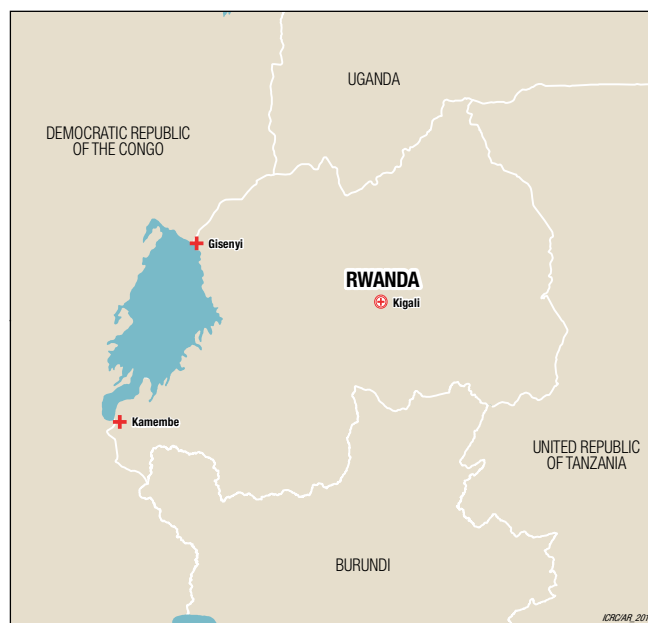 UGANDA
DEMOCRATIC REPUBLIC
OF THE CONGO
Gisenyi
RWANDA
Kigali
Kamembe
UNITED REPUBLIC
OF TANZANIA
BURUNDI